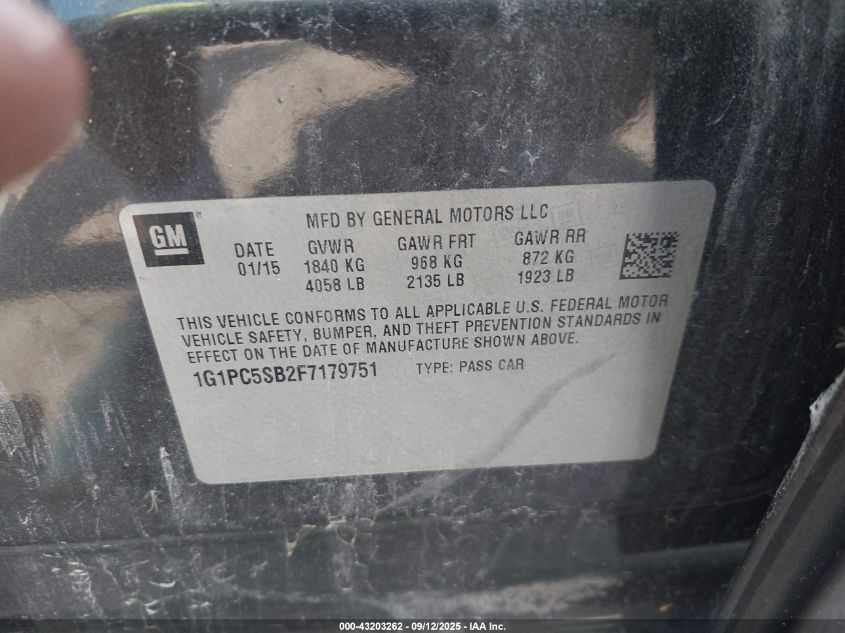 GM
MFD BY GENERAL MOTORS LLC
DATE GVWR GAWR FRT GAWR RR
01/15 1840 KG 968 KG 872 KG
4058 LB 2135 LB 1923 LB
THIS VEHICLE CONFORMS TO ALL APPLICABLE U.S. FEDERAL MOTOR
VEHICLE SAFETY, BUMPER, AND THEFT PREVENTION STANDARDS IN
EFFECT ON THE DATE OF MANUFACTURE SHOWN ABOVE.
1G1PC5SB2F7179751 TYPE: PASS CAR
000-43203262 - 09/12/2025 - IAA Inc.